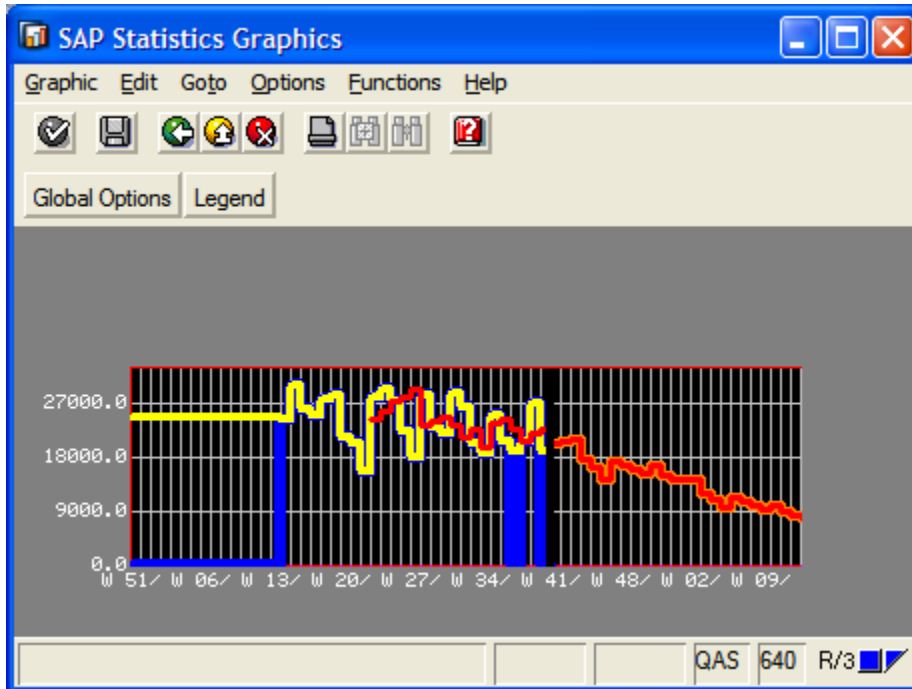 SAP Statistics Graphics
Graphic Edit Goto Options Functions Help
Global Options Legend
27000.0
18000.0
9000.0
0.0
W 51/ W 06/ W 13/ W 20/ W 27/ W 34/ W 41/ W 48/ W 02/ W 09/
QAS 640 R/3